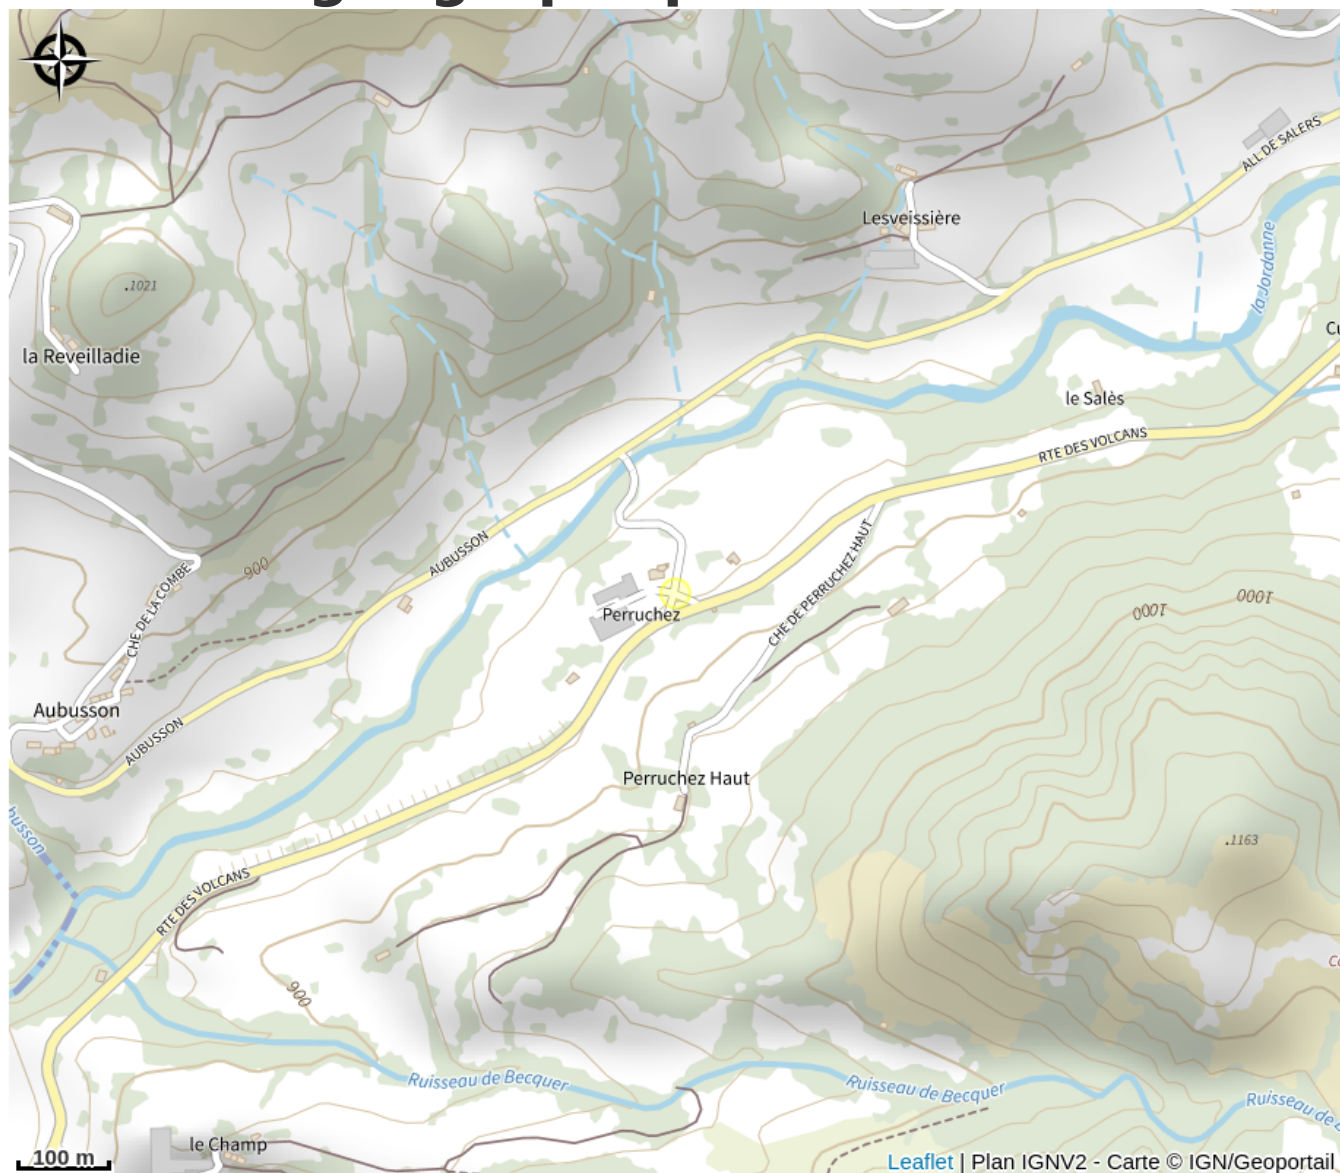 ALL DE SALERS
Lesveissière
la Jordanne
.1021
la Reveilladie
le Salès
RTE DES VOLCANS
AUBUSSON
900
CHE DE LA COMBE
CHE DE PERRUCHEZ HAUT
Perruchez
1000
1000
Aubusson
AUBUSSON
Perruchez Haut
.1163
RTE DES VOLCANS
900
Ruisseau de Becquer
Ruisseau de Becquer
Ruisseau de
le Champ
100 m
Leaflet | Plan IGNV2 - Carte © IGN/Geoportail